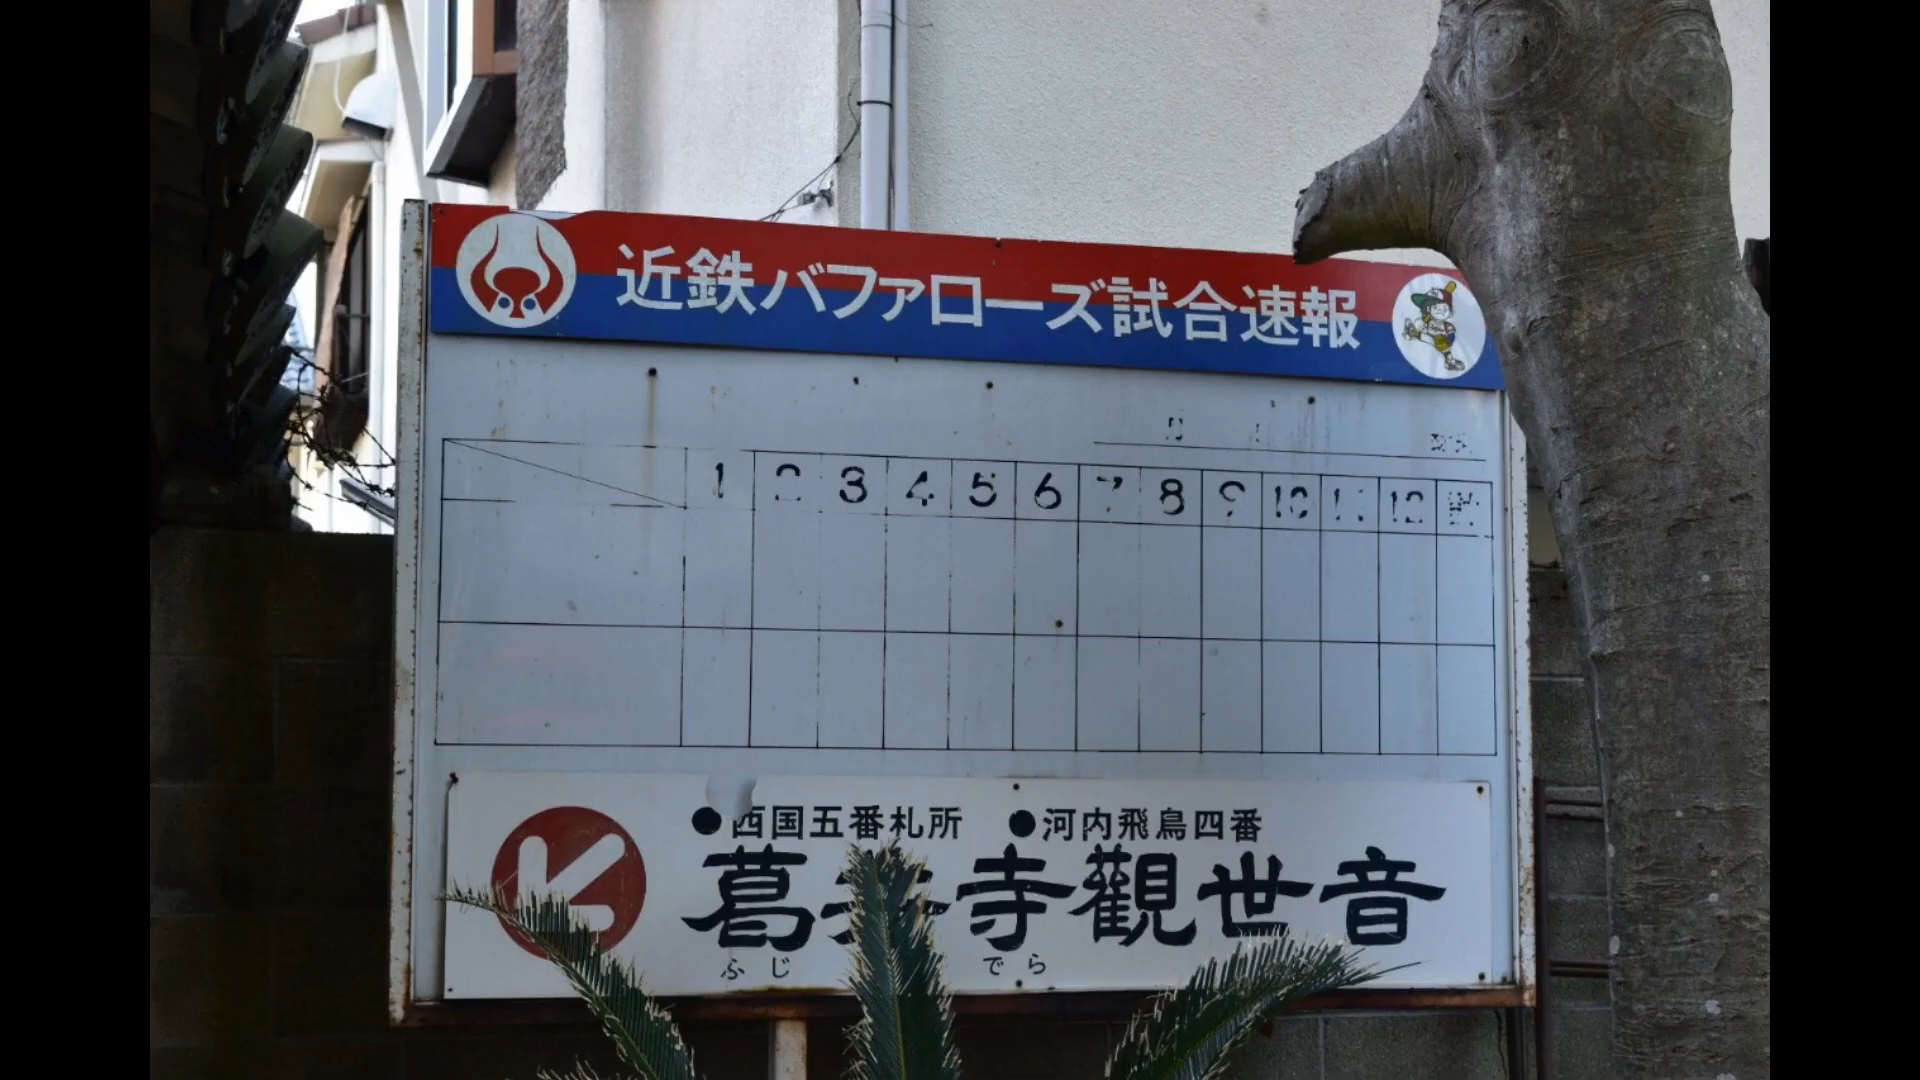 近鉄バファローズ試合速報
1 2 3 4 5 6 7 8 9 10 11 12
●西国五番札所 ●河内飛鳥四番
葛井寺觀世音
ふじ でら